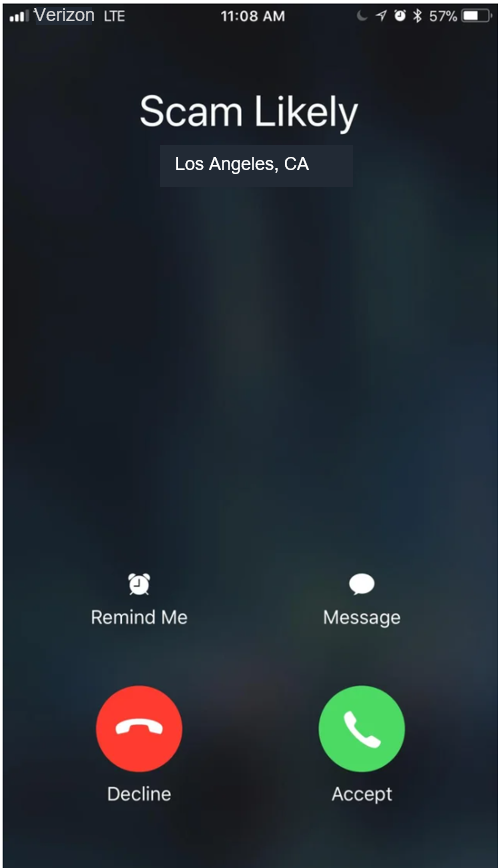 Verizon LTE 11:08 AM 57%
Scam Likely
Los Angeles, CA
Remind Me Message
Decline Accept